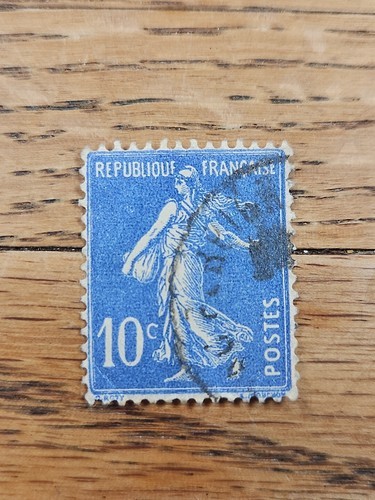 REPUBLIQUE FRANÇAISE
10c
POSTES